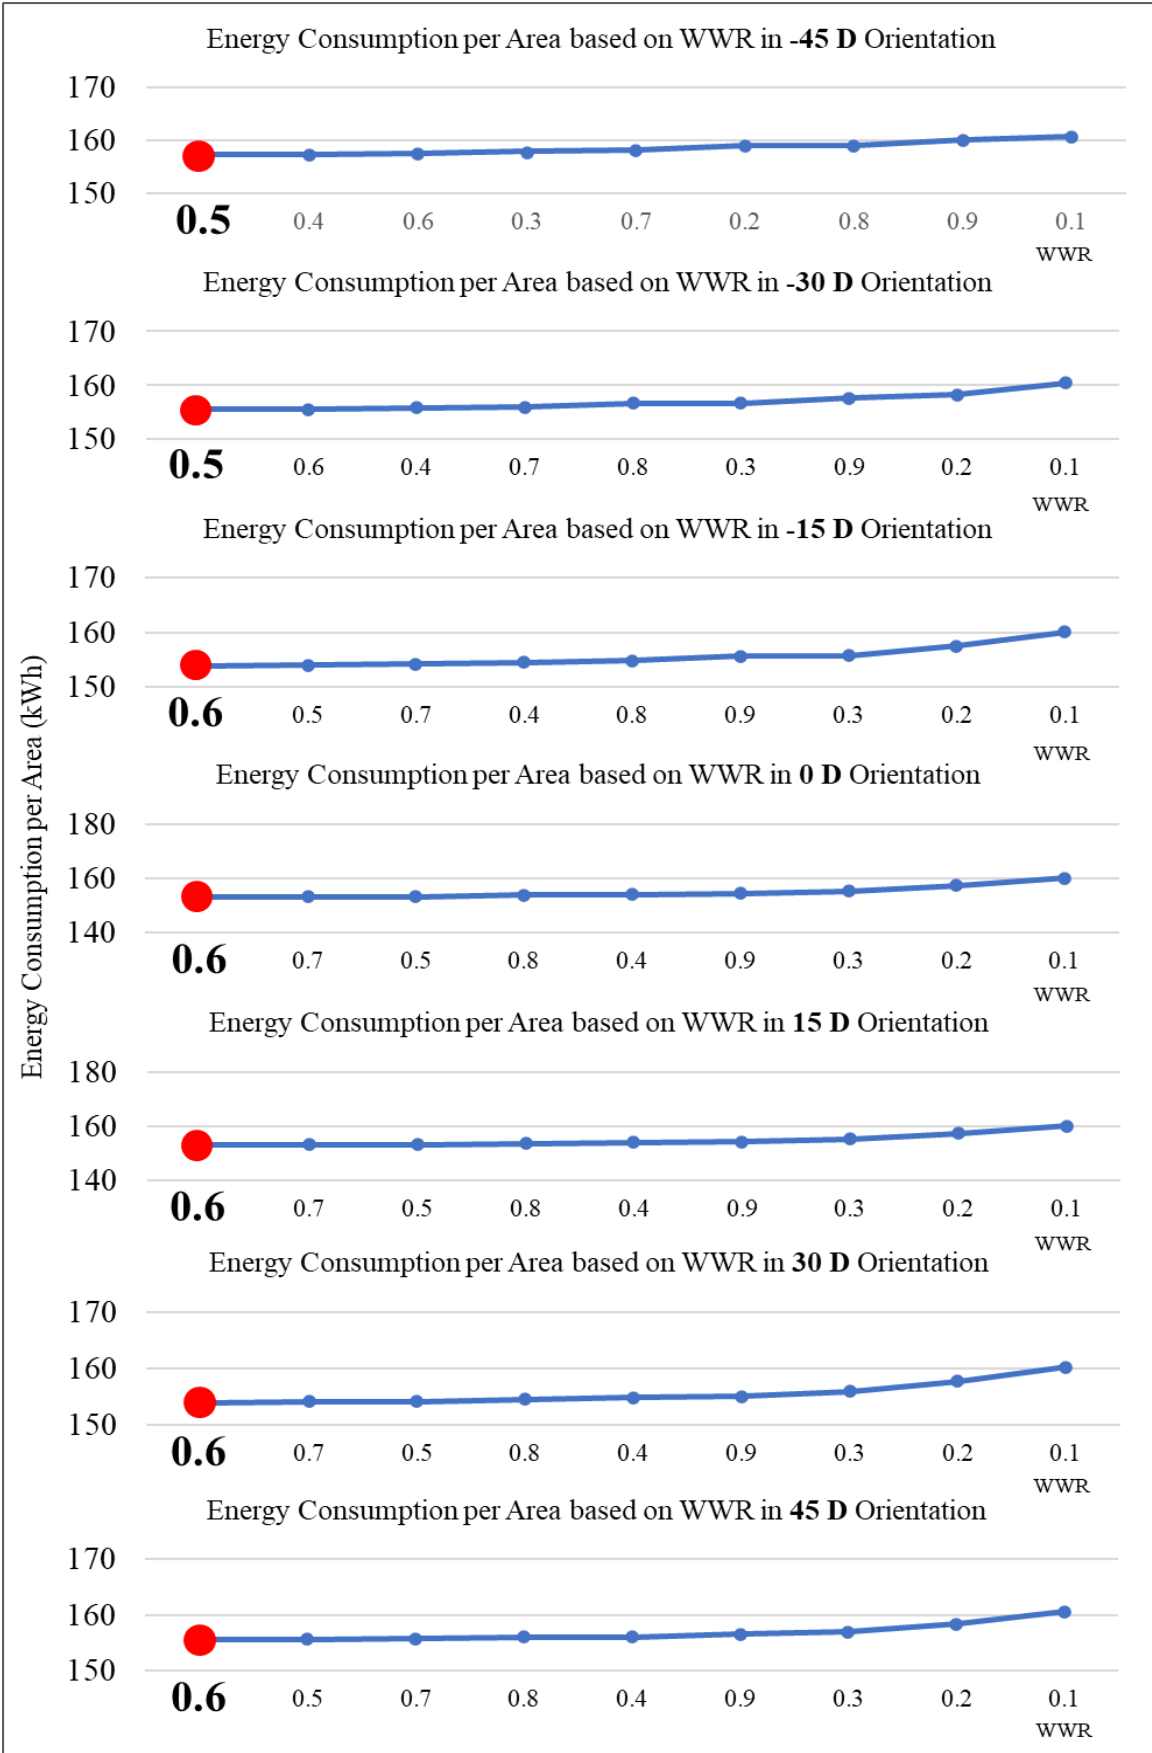 Energy Consumption per Area (kWh)
Energy Consumption per Area based on WWR in -45 D Orientation
170
160
150
0.5 0.4 0.6 0.3 0.7 0.2 0.8 0.9 0.1
WWR
Energy Consumption per Area based on WWR in -30 D Orientation
170
160
150
0.5 0.6 0.4 0.7 0.8 0.3 0.9 0.2 0.1
WWR
Energy Consumption per Area based on WWR in -15 D Orientation
170
160
150
0.6 0.5 0.7 0.4 0.8 0.9 0.3 0.2 0.1
WWR
Energy Consumption per Area based on WWR in 0 D Orientation
180
160
140
0.6 0.7 0.5 0.8 0.4 0.9 0.3 0.2 0.1
WWR
Energy Consumption per Area based on WWR in 15 D Orientation
180
160
140
0.6 0.7 0.5 0.8 0.4 0.9 0.3 0.2 0.1
WWR
Energy Consumption per Area based on WWR in 30 D Orientation
170
160
150
0.6 0.7 0.5 0.8 0.4 0.9 0.3 0.2 0.1
WWR
Energy Consumption per Area based on WWR in 45 D Orientation
170
160
150
0.6 0.5 0.7 0.8 0.4 0.9 0.3 0.2 0.1
WWR